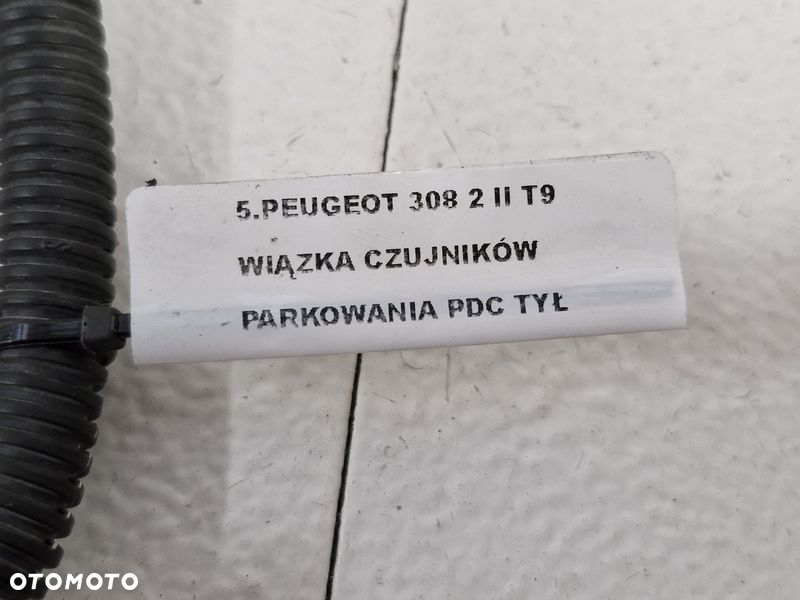 5.PEUGEOT 308 2 II T9
WIĄZKA CZUJNIKÓW
PARKOWANIA PDC TYŁ
OTOMOTO